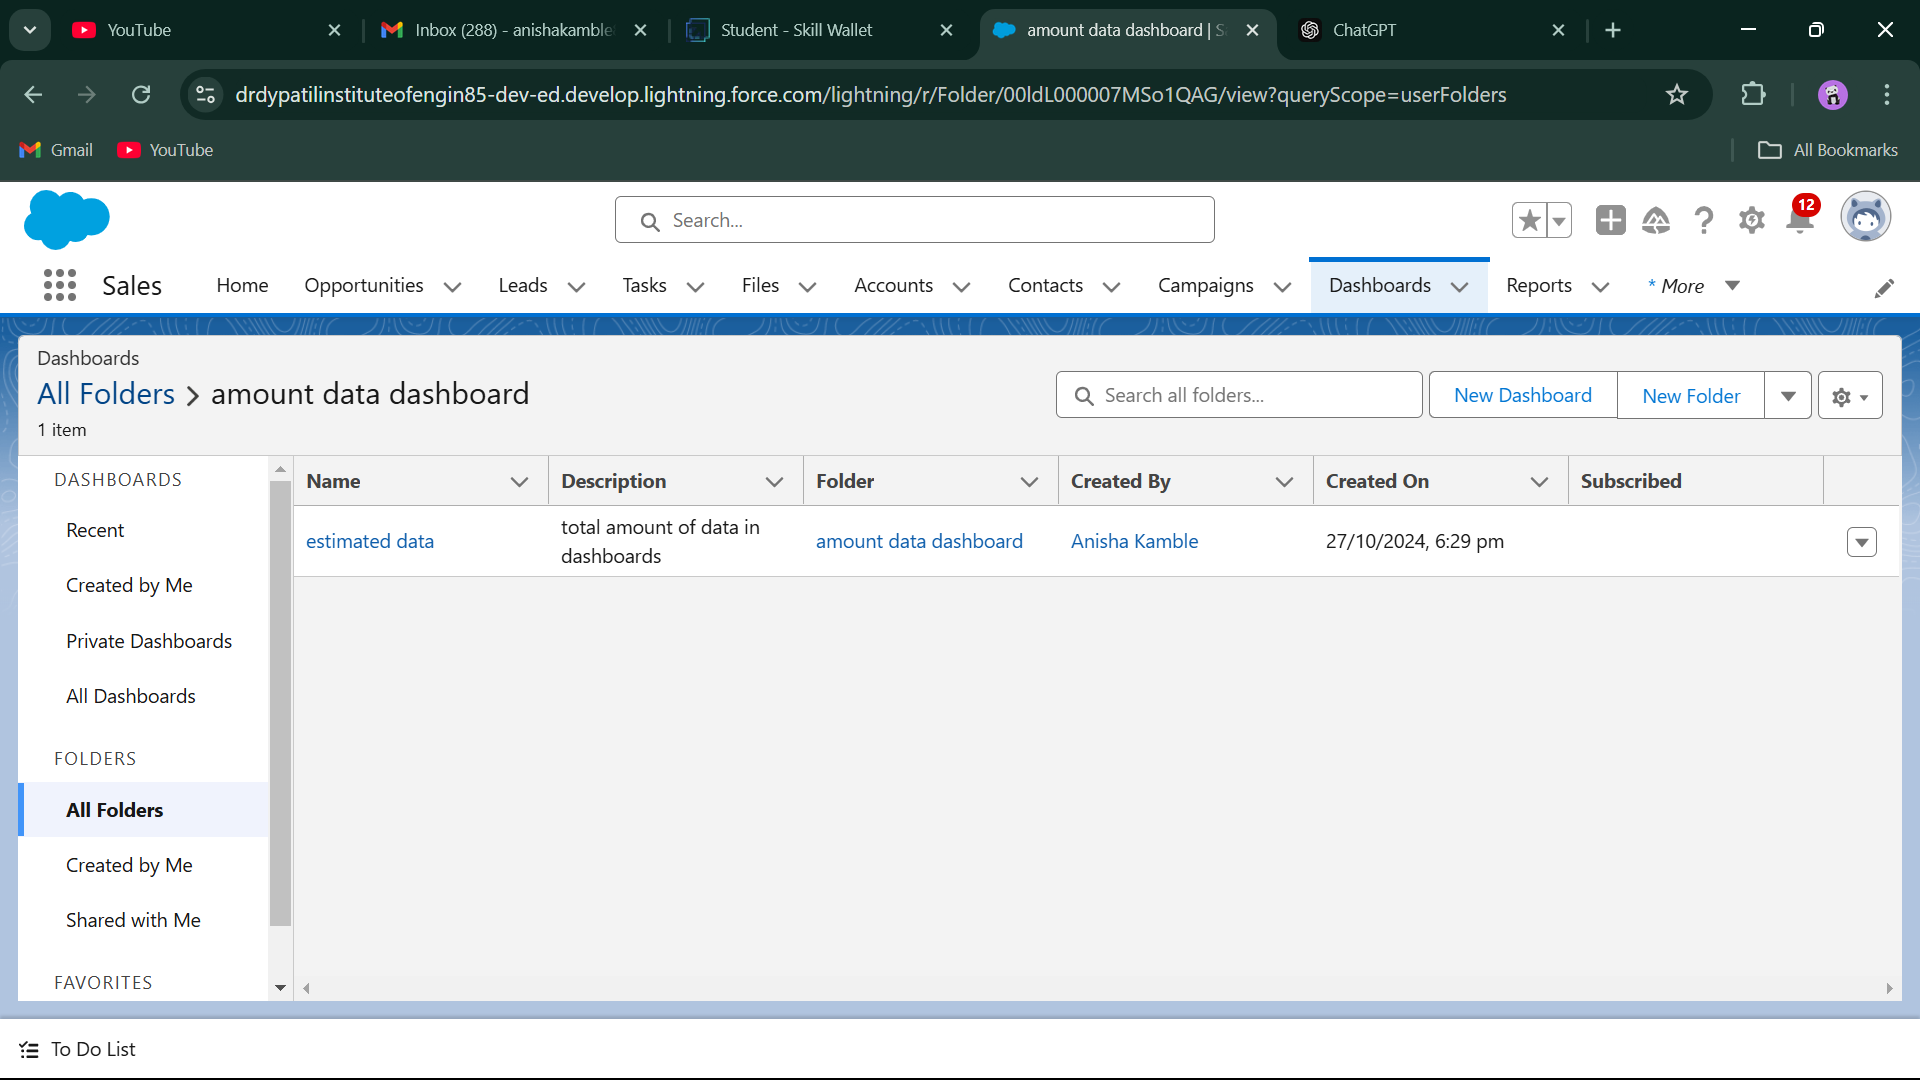 YouTube
Inbox (288) - anishakamble
Student - Skill Wallet
amount data dashboard | S
ChatGPT
drdypatilinstituteofengin85-dev-ed.develop.lightning.force.com/lightning/r/Folder/00ldL000007MSo1QAG/view?queryScope=userFolders
Gmail
YouTube
All Bookmarks
Search...
12
Sales
Home
Opportunities
Leads
Tasks
Files
Accounts
Contacts
Campaigns
Dashboards
Reports
* More
Dashboards
All Folders > amount data dashboard
1 item
Search all folders...
New Dashboard
New Folder
DASHBOARDS
Recent
Created by Me
Private Dashboards
All Dashboards
FOLDERS
All Folders
Created by Me
Shared with Me
FAVORITES
Name
Description
Folder
Created By
Created On
Subscribed
estimated data
total amount of data in
dashboards
amount data dashboard
Anisha Kamble
27/10/2024, 6:29 pm
To Do List